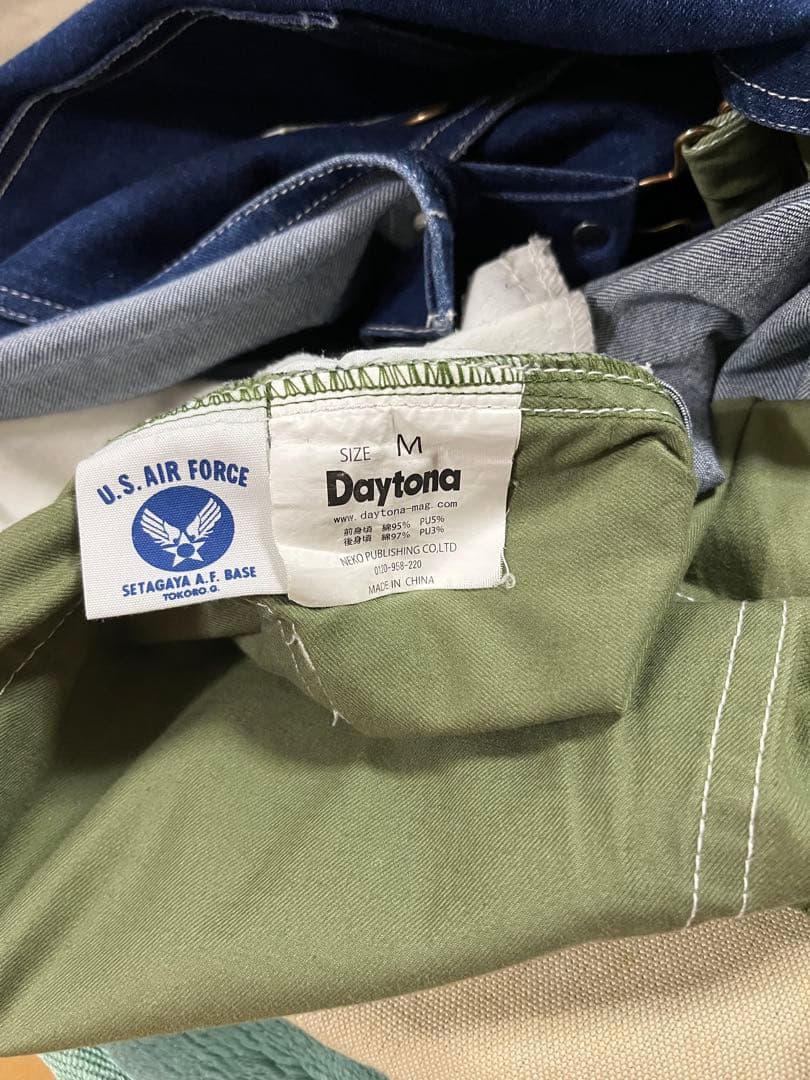 U.S. AIR FORCE
SETAGAYA A.F. BASE
TOKORO.G.
SIZE M
Daytona
www.daytona-mag.com
前身頃 綿95% PU5%
後身頃 綿97% PU3%
NEKO PUBLISHING CO,LTD
0120-958-220
MADE IN CHINA